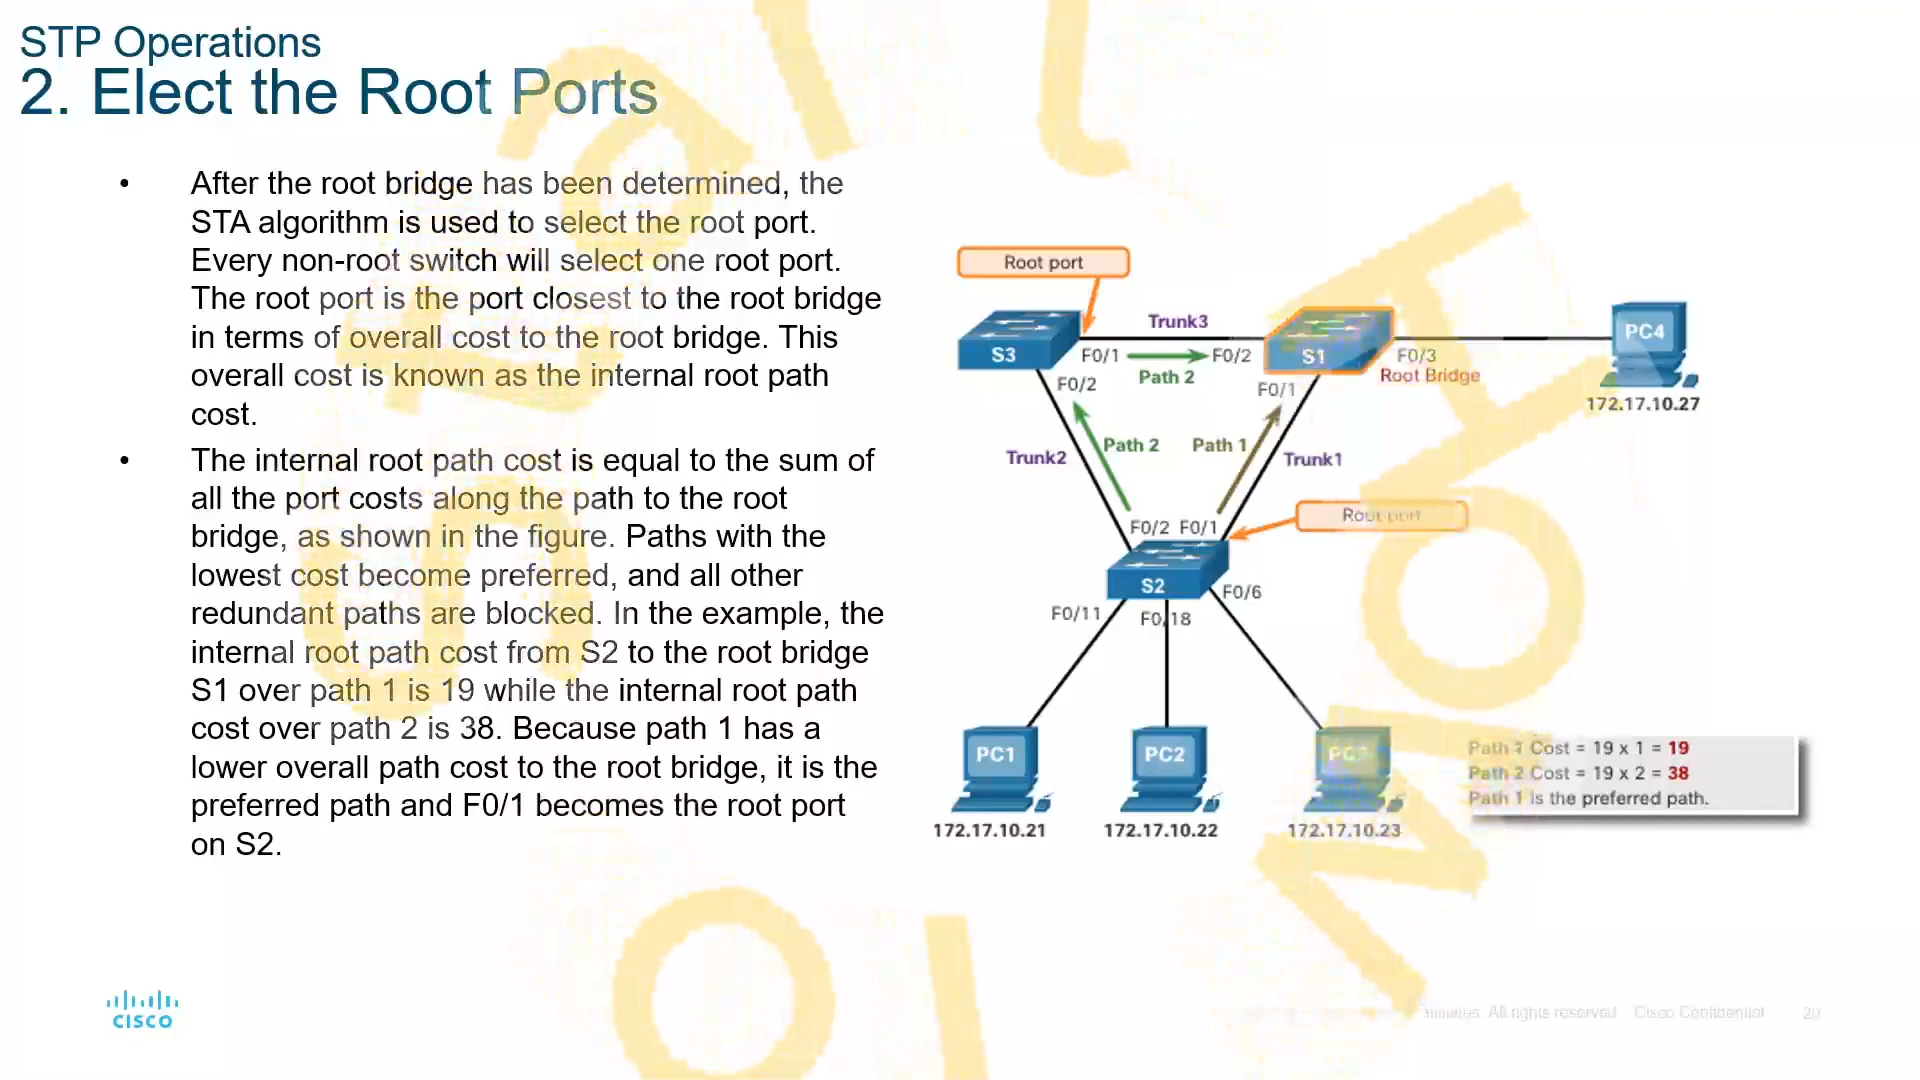 STP Operations
2. Elect the Root Ports
• After the root bridge has been determined, the
STA algorithm is used to select the root port.
Every non-root switch will select one root port.
The root port is the port closest to the root bridge
in terms of overall cost to the root bridge. This
overall cost is known as the internal root path
cost.
• The internal root path cost is equal to the sum of
all the port costs along the path to the root
bridge, as shown in the figure. Paths with the
lowest cost become preferred, and all other
redundant paths are blocked. In the example, the
internal root path cost from S2 to the root bridge
S1 over path 1 is 19 while the internal root path
cost over path 2 is 38. Because path 1 has a
lower overall path cost to the root bridge, it is the
preferred path and F0/1 becomes the root port
on S2.
Root port
Trunk3
S3
F0/1
F0/2
S1
F0/3
PC4
Path 2
Root Bridge
F0/2
F0/1
172.17.10.27
Path 2
Path 1
Trunk2
Trunk1
Root port
F0/2
F0/1
S2
F0/6
F0/11
F0/18
PC1
PC2
PC3
172.17.10.21
172.17.10.22
172.17.10.23
Path 1 Cost = 19 x 1 = 19
Path 2 Cost = 19 x 2 = 38
Path 1 is the preferred path.
CISCO
All rights reserved Cisco Confidential
20